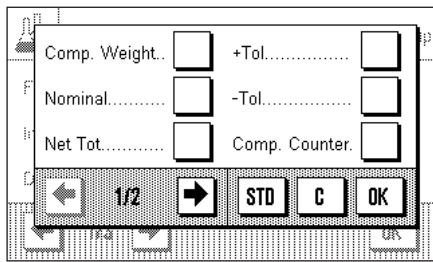 Comp. Weight.. +Tol................
Nominal........... -Tol.................
Net Tot............ Comp. Counter.
1/2 STD C OK